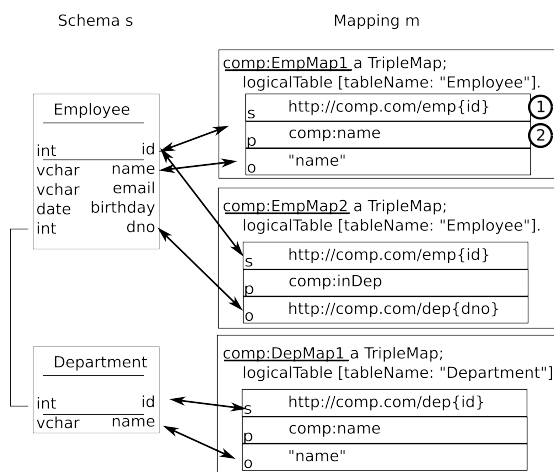 Schema s
Mapping m
Employee
int id
vchar name
vchar email
date birthday
int dno
Department
int id
vchar name
comp:EmpMap1 a TripleMap;
logicalTable [tableName: "Employee"].
s http://comp.com/emp{id} 1
p comp:name 2
o "name"
comp:EmpMap2 a TripleMap;
logicalTable [tableName: "Employee"].
s http://comp.com/emp{id}
p comp:inDep
o http://comp.com/dep{dno}
comp:DepMap1 a TripleMap;
logicalTable [tableName: "Department"]
s http://comp.com/dep{id}
p comp:name
o "name"